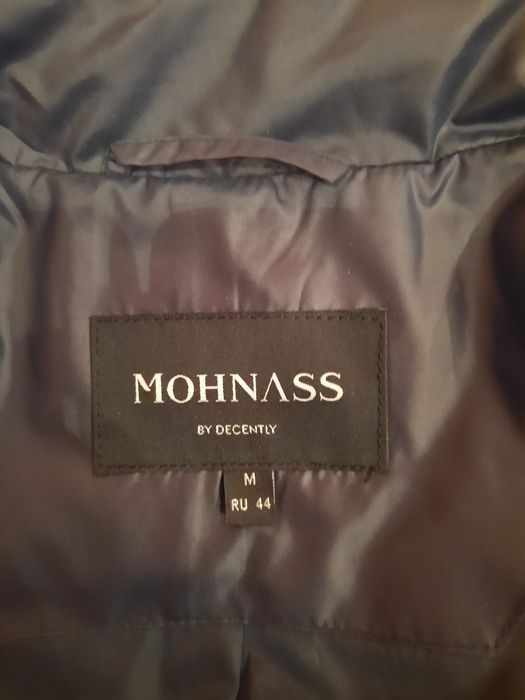 MOHNASS
BY DECENTLY
M
RU 44